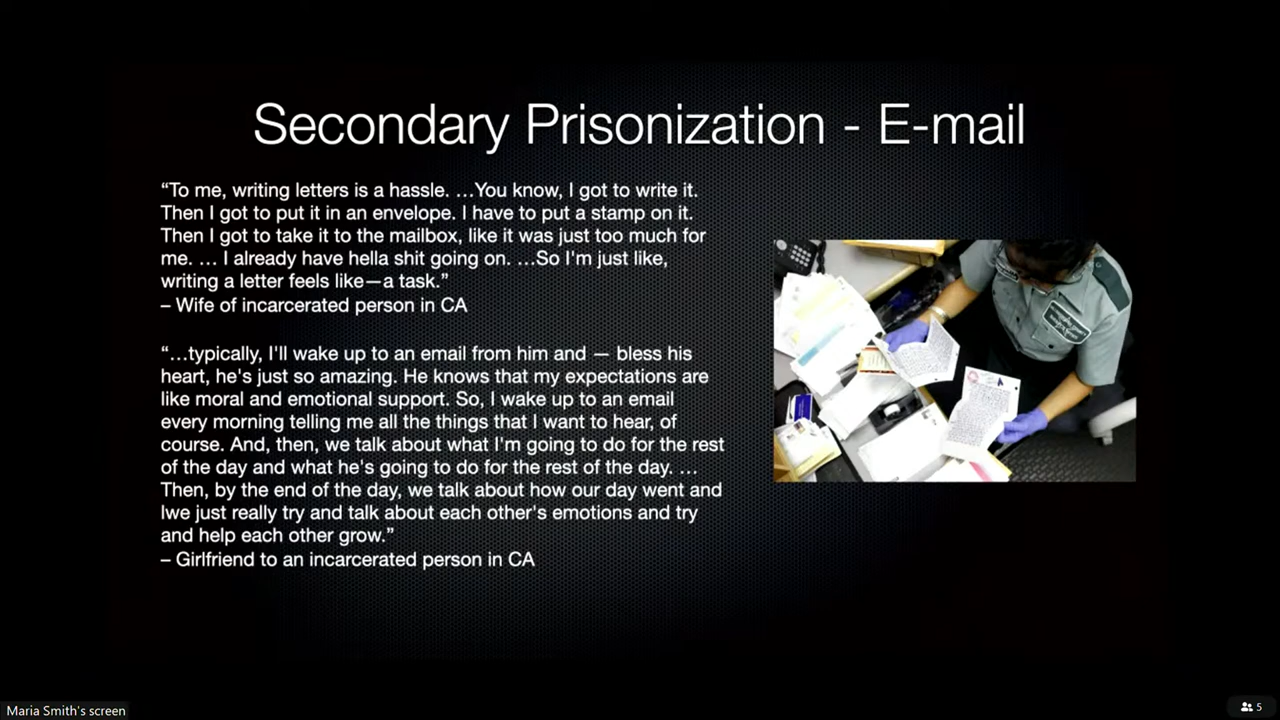 Secondary Prisonization - E-mail
“To me, writing letters is a hassle. …You know, I got to write it.
Then I got to put it in an envelope. I have to put a stamp on it.
Then I got to take it to the mailbox, like it was just too much for
me. … I already have hella shit going on. …So I'm just like,
writing a letter feels like—a task.”
– Wife of incarcerated person in CA
“…typically, I'll wake up to an email from him and — bless his
heart, he's just so amazing. He knows that my expectations are
like moral and emotional support. So, I wake up to an email
every morning telling me all the things that I want to hear, of
course. And, then, we talk about what I'm going to do for the rest
of the day and what he's going to do for the rest of the day. …
Then, by the end of the day, we talk about how our day went and
Iwe just really try and talk about each other's emotions and try
and help each other grow.”
– Girlfriend to an incarcerated person in CA
Maria Smith's screen
5